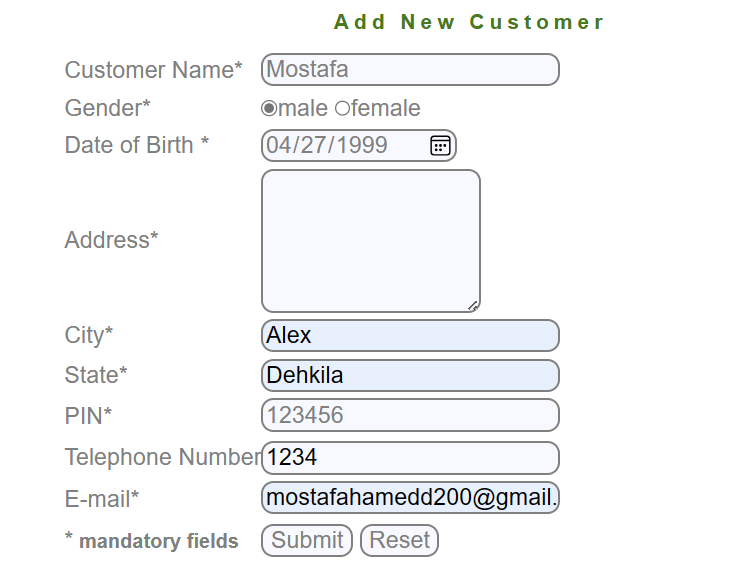 Add New Customer
Customer Name* Mostafa
Gender* male female
Date of Birth * 04/27/1999
Address*
City* Alex
State* Dehkila
PIN* 123456
Telephone Number 1234
E-mail* mostafahamedd200@gmail.
* mandatory fields Submit Reset